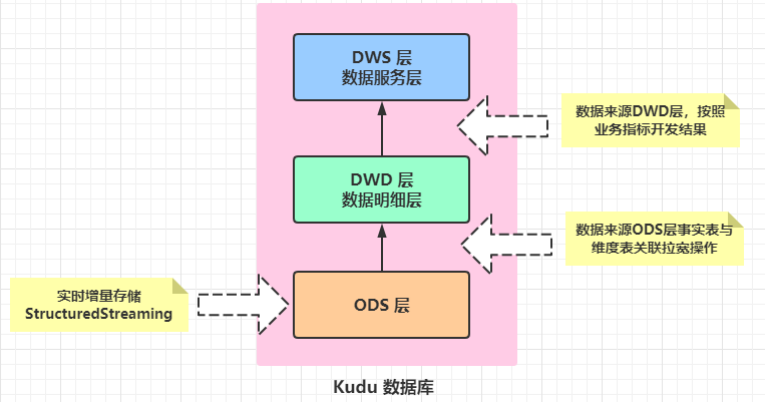 DWS 层
数据服务层
数据来源DWD层，按照
业务指标开发结果
DWD 层
数据明细层
数据来源ODS层事实表与
维度表关联拉宽操作
实时增量存储
StructuredStreaming
ODS 层
Kudu 数据库